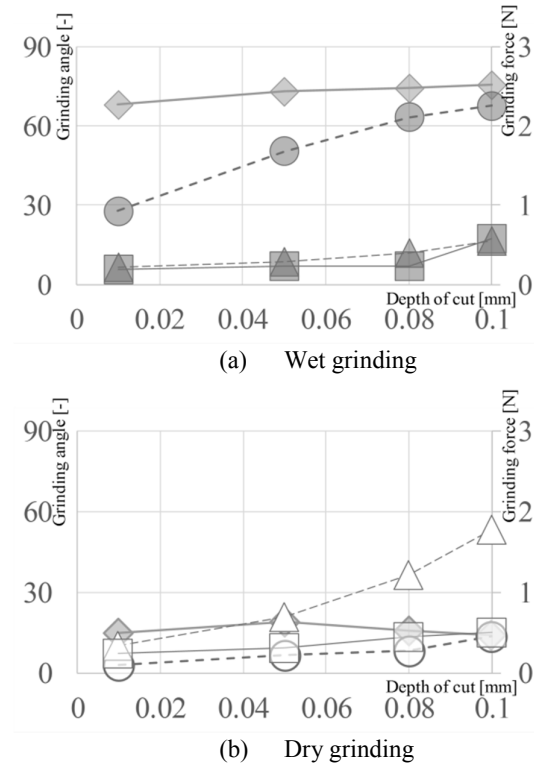 Grinding angle [-]
Grinding force [N]
90
60
30
0
3
2
1
0
Depth of cut [mm]
0 0.02 0.04 0.06 0.08 0.1
(a) Wet grinding
Grinding angle [-]
Grinding force [N]
90
60
30
0
3
2
1
0
Depth of cut [mm]
0 0.02 0.04 0.06 0.08 0.1
(b) Dry grinding